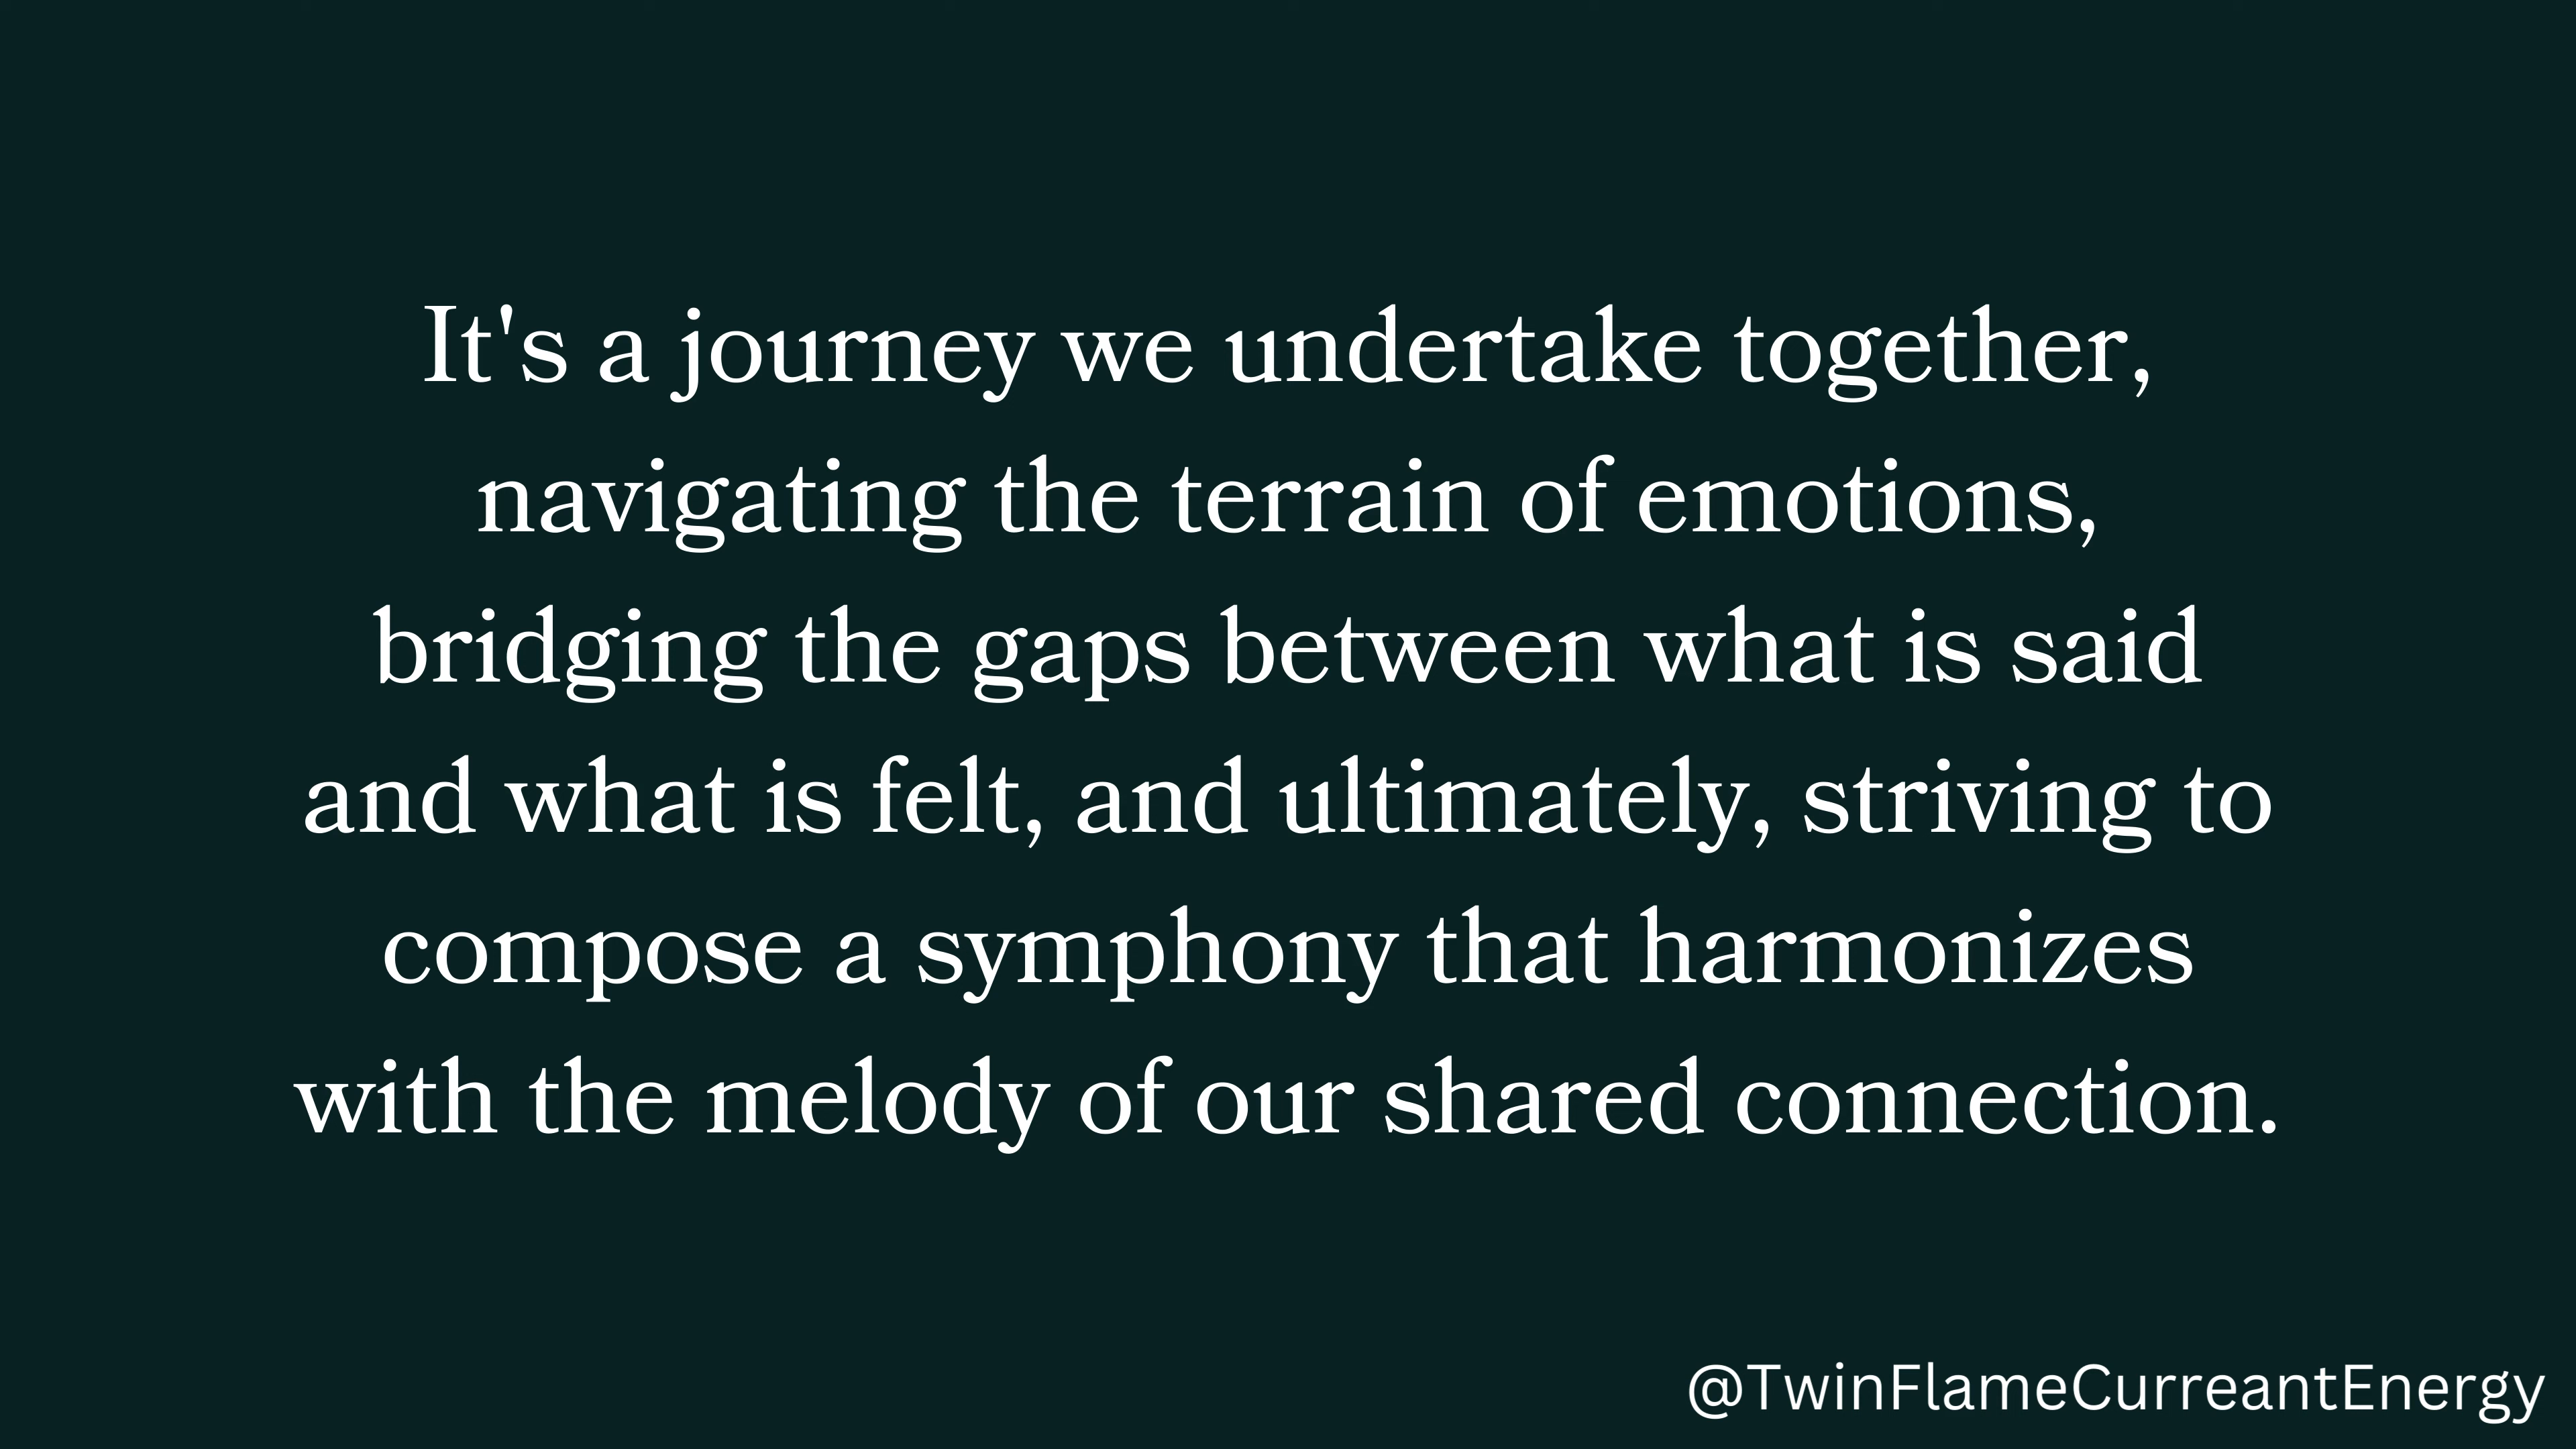 It's a journey we undertake together,
navigating the terrain of emotions,
bridging the gaps between what is said
and what is felt, and ultimately, striving to
compose a symphony that harmonizes
with the melody of our shared connection.
@TwinFlameCurreantEnergy